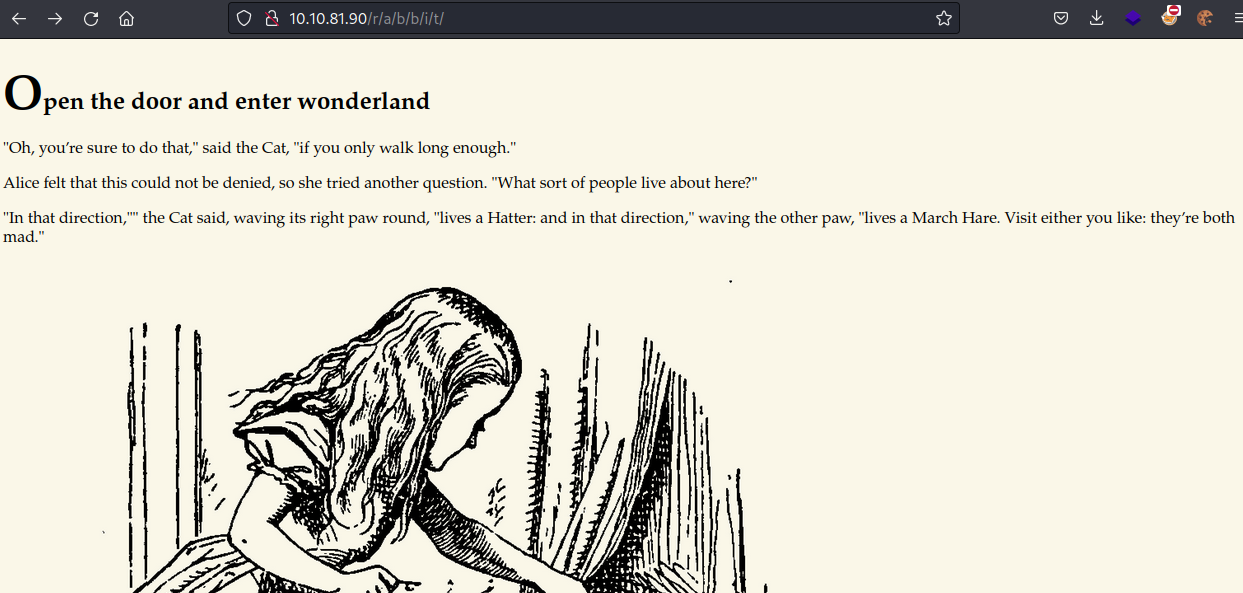 10.10.81.90/r/a/b/b/i/t/
Open the door and enter wonderland
"Oh, you’re sure to do that," said the Cat, "if you only walk long enough."
Alice felt that this could not be denied, so she tried another question. "What sort of people live about here?"
"In that direction,"" the Cat said, waving its right paw round, "lives a Hatter: and in that direction," waving the other paw, "lives a March Hare. Visit either you like: they’re both
mad."